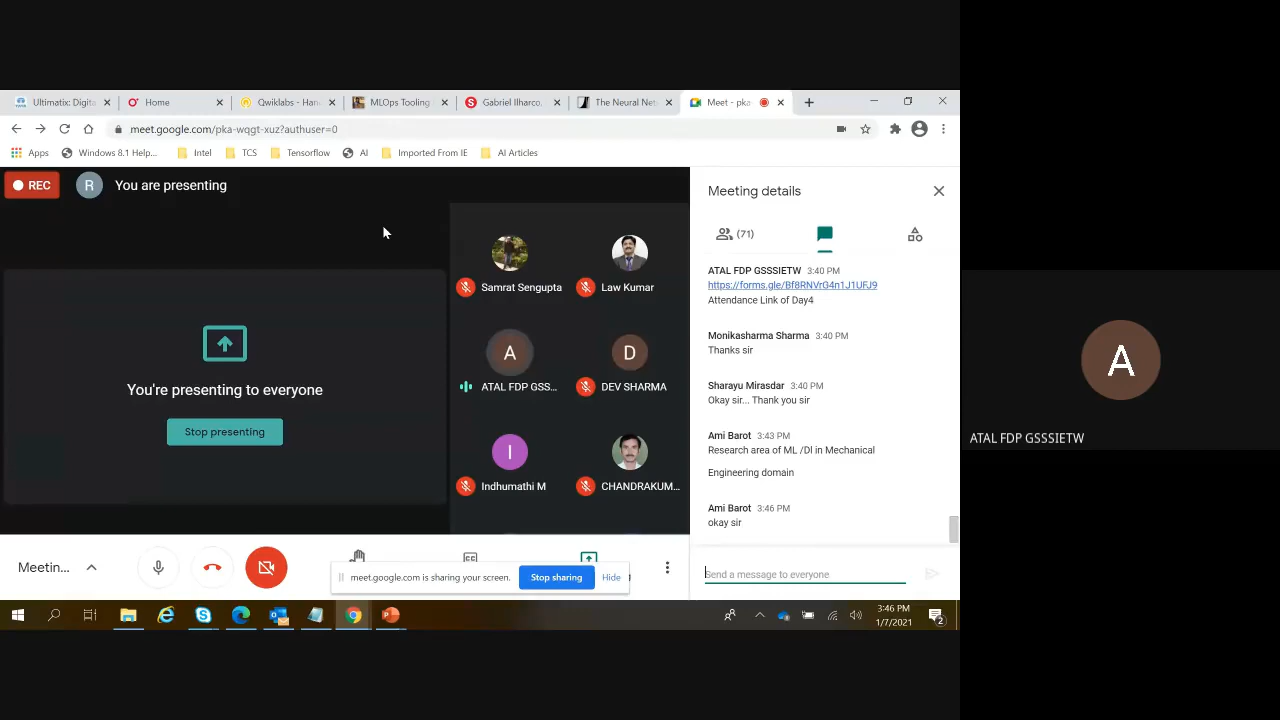 Ultimatix: Digita
Home
Qwiklabs - Han
MLOps Tooling
Gabriel Ilharco,
The Neural Net
Meet - pka
meet.google.com/pka-wqgt-xuz?authuser=0
Apps
Windows 8.1 Help...
Intel
TCS
Tensorflow
AI
Imported From IE
AI Articles
REC
R
You are presenting
You're presenting to everyone
Stop presenting
Samrat Sengupta
Law Kumar
A
ATAL FDP GSS...
D
DEV SHARMA
I
Indhumathi M
CHANDRAKUM...
Meeting details
(71)
ATAL FDP GSSSIETW 3:40 PM
https://forms.gle/Bf8RNVrG4n1J1UFJ9
Attendance Link of Day4
Monikasharma Sharma 3:40 PM
Thanks sir
Sharayu Mirasdar 3:40 PM
Okay sir... Thank you sir
Ami Barot 3:43 PM
Research area of ML /Dl in Mechanical
Engineering domain
Ami Barot 3:46 PM
okay sir
Send a message to everyone
Meetin...
meet.google.com is sharing your screen.
Stop sharing
Hide
3:46 PM
1/7/2021
2
A
ATAL FDP GSSSIETW